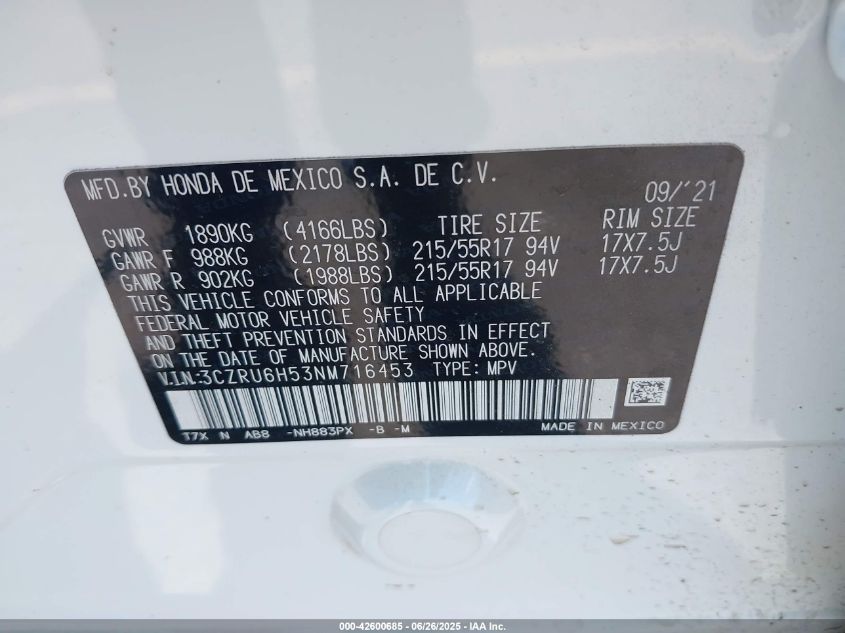 MFD.BY HONDA DE MEXICO S.A. DE C.V. 09/'21
TIRE SIZE RIM SIZE
GVWR 1890KG (4166LBS)
GAWR F 988KG (2178LBS) 215/55R17 94V 17X7.5J
GAWR R 902KG (1988LBS) 215/55R17 94V 17X7.5J
THIS VEHICLE CONFORMS TO ALL APPLICABLE
FEDERAL MOTOR VEHICLE SAFETY
AND THEFT PREVENTION STANDARDS IN EFFECT
ON THE DATE OF MANUFACTURE SHOWN ABOVE.
V.I.N:3CZRU6H53NM716453 TYPE: MPV
T7X N AB8 -NH883PX -B -M MADE IN MEXICO
000-42600685 - 06/26/2025 - IAA Inc.